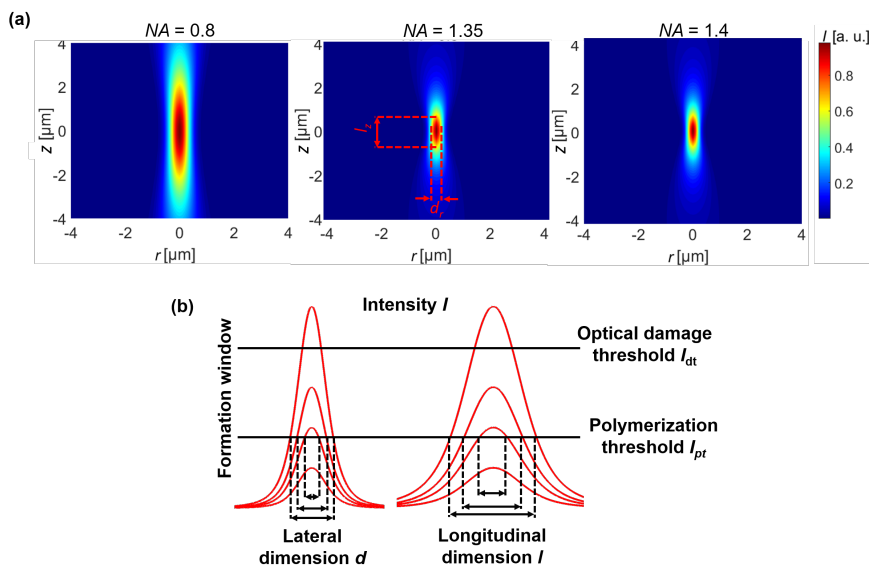 (a)
NA = 0.8
NA = 1.35
NA = 1.4
I [a. u.]
4
2
0
-2
-4
z [µm]
-4
-2
0
2
4
r [µm]
4
2
0
-2
-4
z [µm]
l_z
d_r
-4
-2
0
2
4
r [µm]
4
2
0
-2
-4
z [µm]
-4
-2
0
2
4
r [µm]
0.8
0.6
0.4
0.2
(b)
Intensity I
Formation window
Optical damage
threshold I_dt
Polymerization
threshold I_pt
Lateral
dimension d
Longitudinal
dimension l